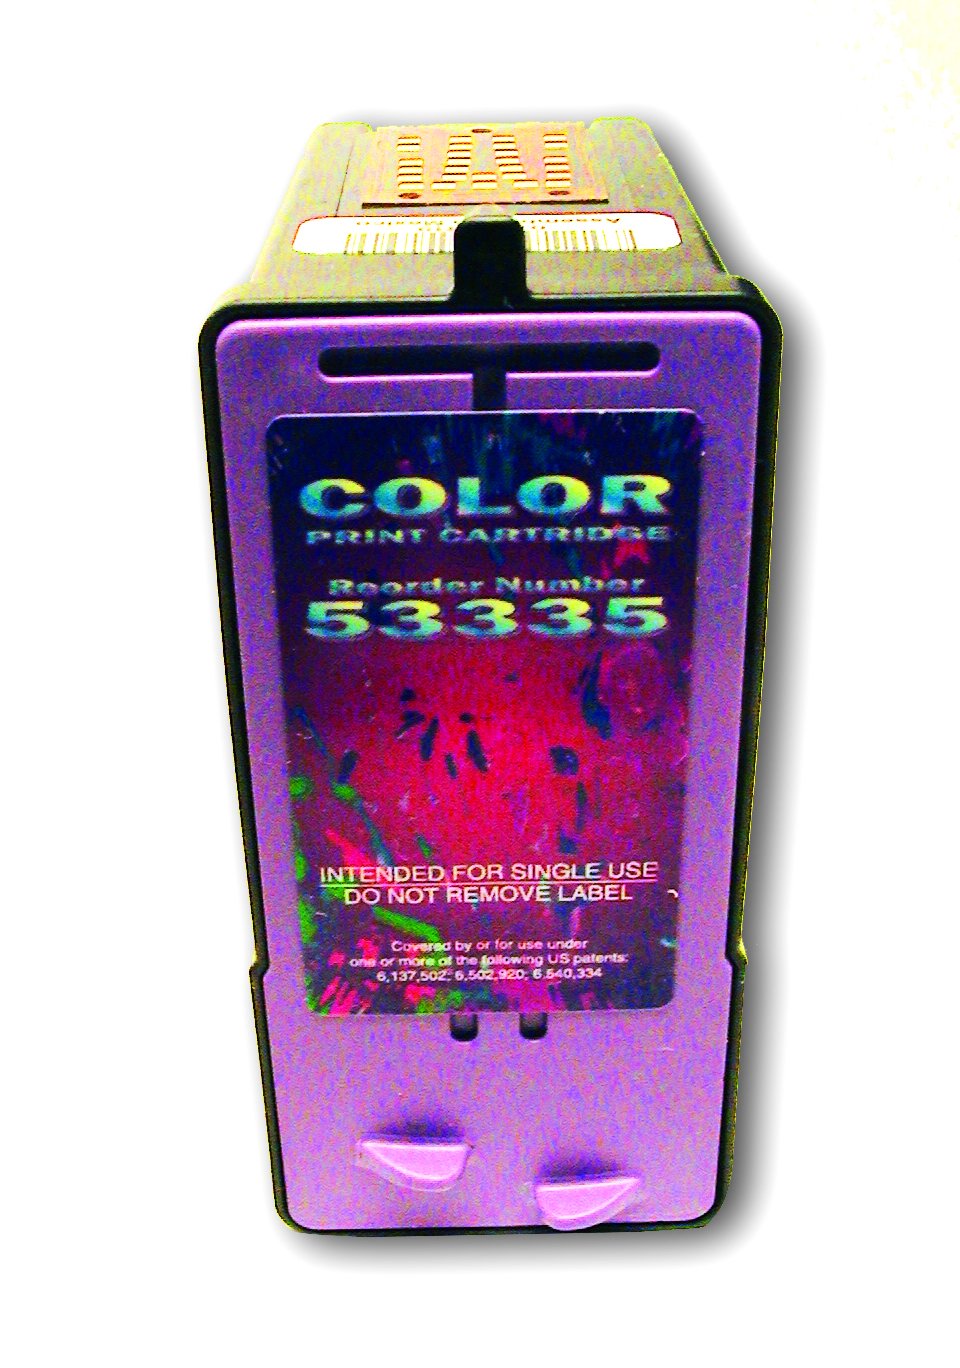 COLOR
PRINT CARTRIDGE
Reorder Number
53335
INTENDED FOR SINGLE USE
DO NOT REMOVE LABEL
Covered by or for use under
one or more of the following US patents:
6,137,502; 6,502,920; 6,540,334